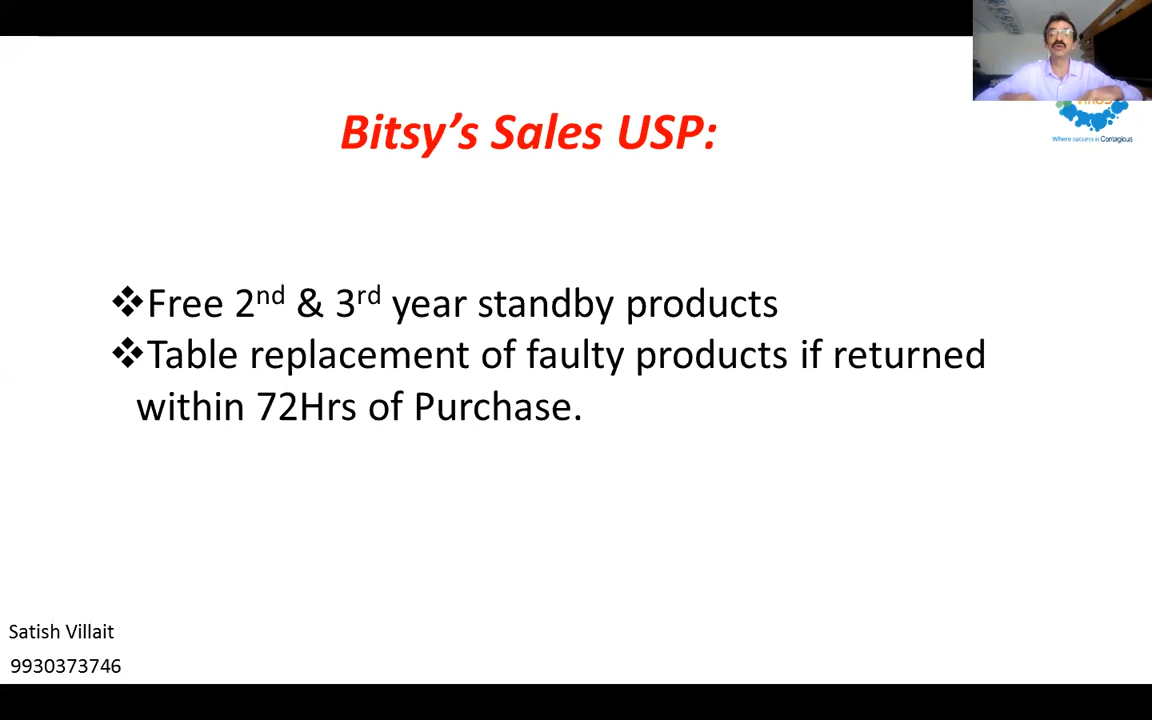 Bitsy’s Sales USP:
VIRUS
Where success is Contagious
❖Free 2nd & 3rd year standby products
❖Table replacement of faulty products if returned
within 72Hrs of Purchase.
Satish Villait
9930373746